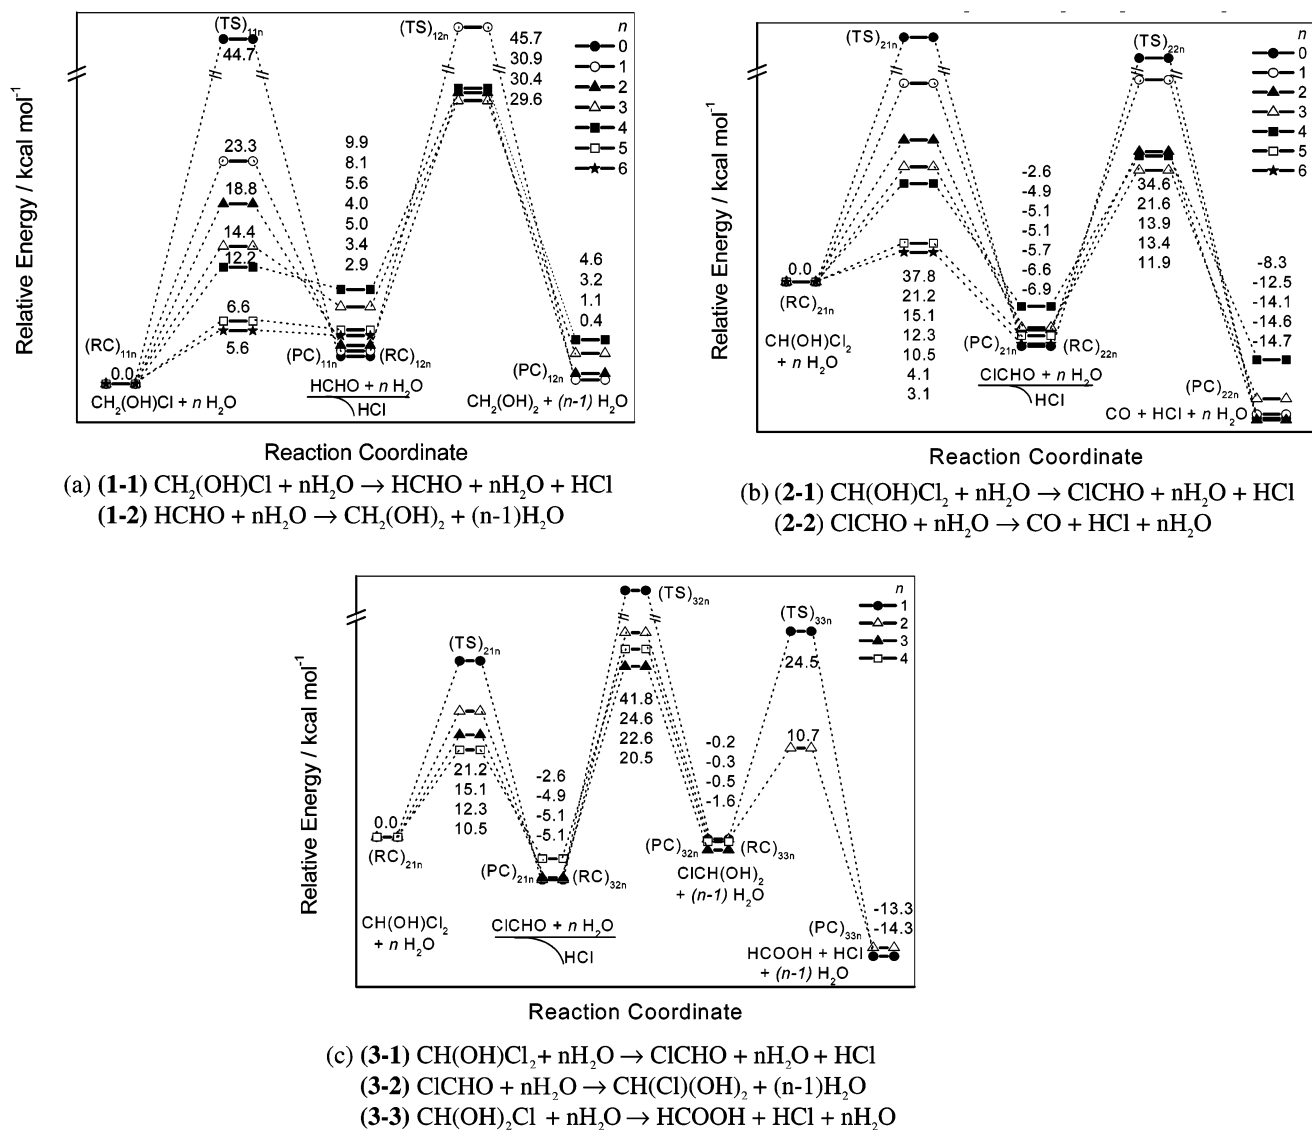 (TS)11n
44.7
23.3
18.8
14.4
12.2
6.6
5.6
(RC)11n
0.0
CH2(OH)Cl + n H2O
9.9
8.1
5.6
4.0
5.0
3.4
2.9
(PC)11n (RC)12n
HCHO + n H2O
HCl
(TS)12n
45.7
30.9
30.4
29.6
4.6
3.2
1.1
0.4
(PC)12n
CH2(OH)2 + (n-1) H2O
n
0
1
2
3
4
5
6
Relative Energy / kcal mol-1
Reaction Coordinate
(a) (1-1) CH2(OH)Cl + nH2O → HCHO + nH2O + HCl
(1-2) HCHO + nH2O → CH2(OH)2 + (n-1)H2O
(TS)21n
0.0
(RC)21n
CH(OH)Cl2
+ n H2O
37.8
21.2
15.1
12.3
10.5
4.1
3.1
-2.6
-4.9
-5.1
-5.1
-5.7
-6.6
-6.9
(PC)21n (RC)22n
ClCHO + n H2O
HCl
(TS)22n
34.6
21.6
13.9
13.4
11.9
-8.3
-12.5
-14.1
-14.6
-14.7
(PC)22n
CO + HCl + n H2O
n
0
1
2
3
4
5
6
Relative Energy / kcal mol-1
Reaction Coordinate
(b) (2-1) CH(OH)Cl2 + nH2O → ClCHO + nH2O + HCl
(2-2) ClCHO + nH2O → CO + HCl + nH2O
(TS)21n
21.2
15.1
12.3
10.5
0.0
(RC)21n
CH(OH)Cl2
+ n H2O
-2.6
-4.9
-5.1
-5.1
(PC)21n (RC)32n
ClCHO + n H2O
HCl
(TS)32n
41.8
24.6
22.6
20.5
-0.2
-0.3
-0.5
-1.6
(PC)32n (RC)33n
ClCH(OH)2
+ (n-1) H2O
(TS)33n
24.5
10.7
-13.3
-14.3
(PC)33n
HCOOH + HCl
+ (n-1) H2O
n
1
2
3
4
Relative Energy / kcal mol-1
Reaction Coordinate
(c) (3-1) CH(OH)Cl2+ nH2O → ClCHO + nH2O + HCl
(3-2) ClCHO + nH2O → CH(Cl)(OH)2 + (n-1)H2O
(3-3) CH(OH)2Cl + nH2O → HCOOH + HCl + nH2O